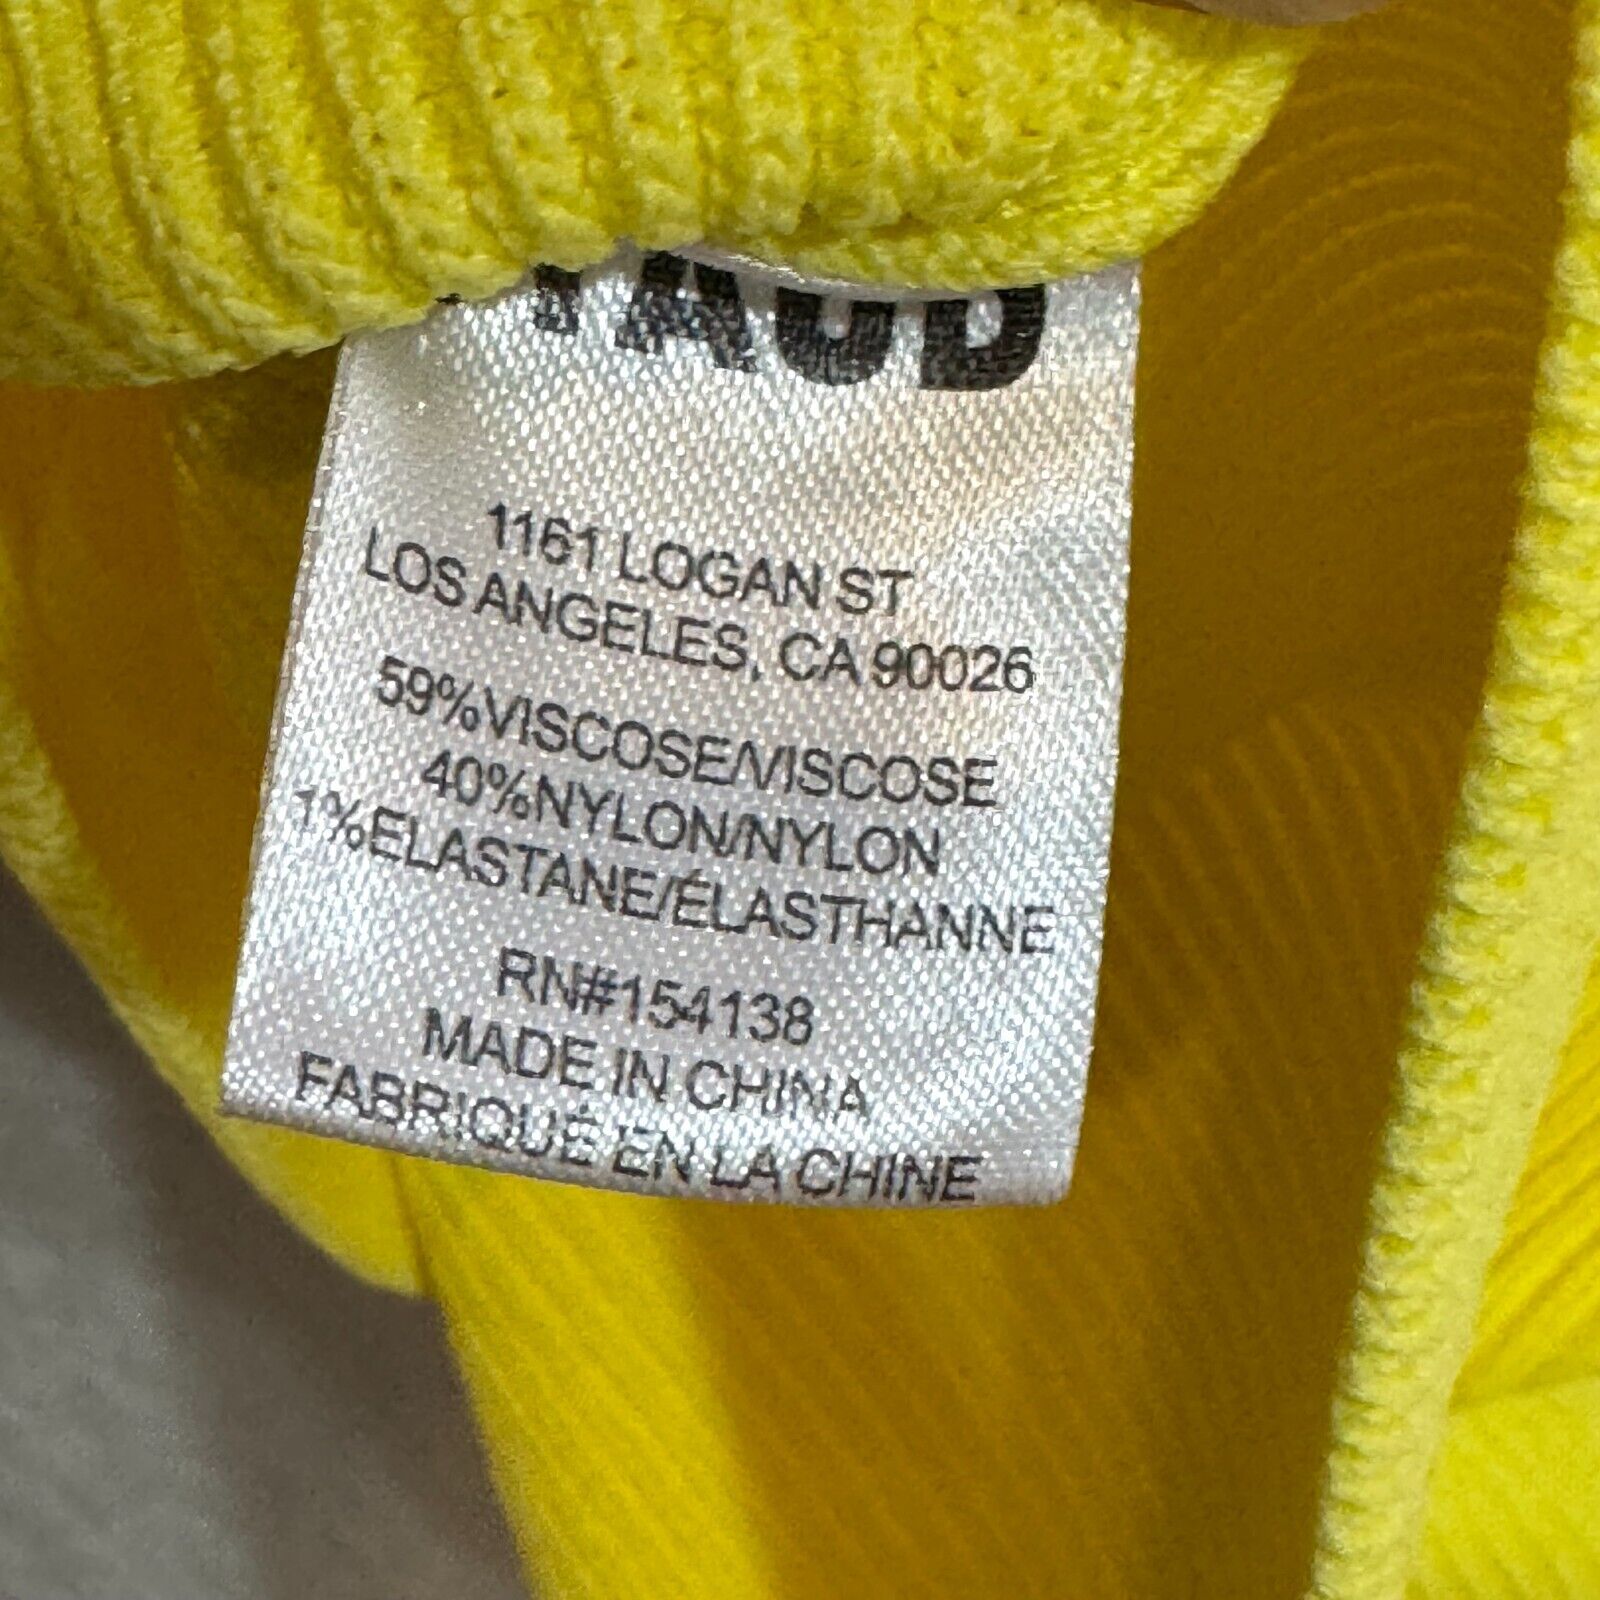 1161 LOGAN ST
LOS ANGELES, CA 90026
59%VISCOSE/VISCOSE
40%NYLON/NYLON
1%ELASTANE/ÉLASTHANNE
RN#154138
MADE IN CHINA
FABRIQUÉ EN LA CHINE